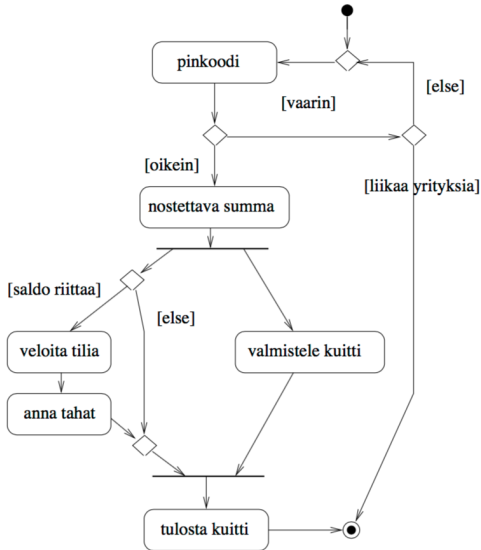 pinkoodi
[else]
[vaarin]
[oikein]
[liikaa yrityksia]
nostettava summa
[saldo riittaa]
[else]
veloita tilia
valmistele kuitti
anna tahat
tulosta kuitti